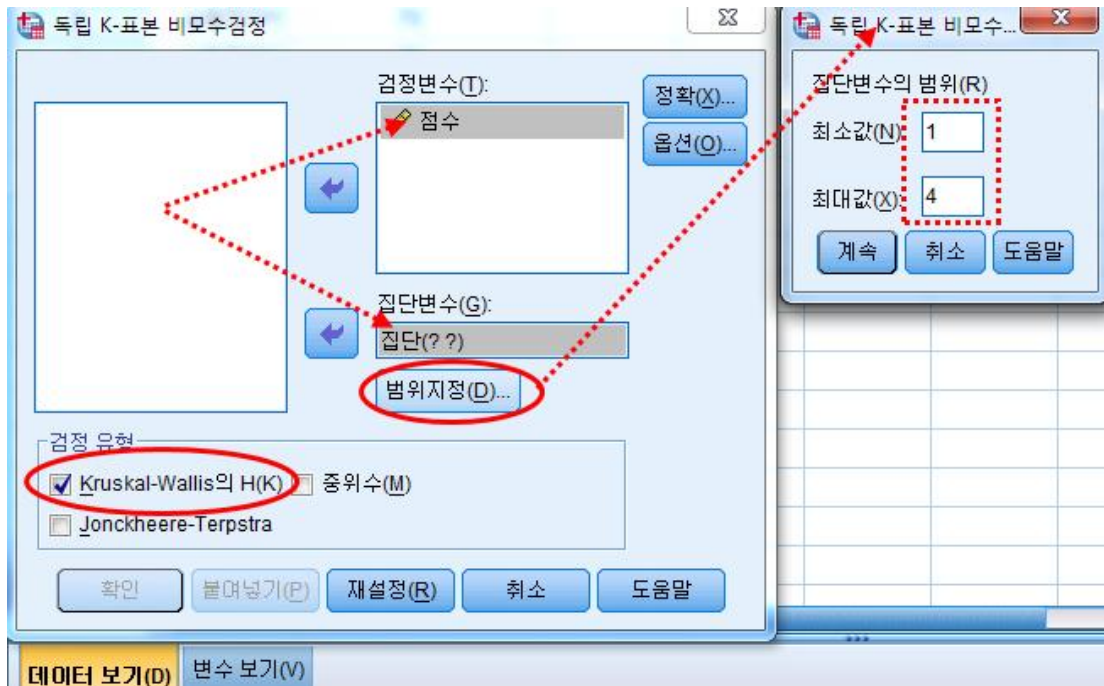 독립 K-표본 비모수검정
검정변수(T):
점수
정확(X)...
옵션(O)...
집단변수(G):
집단(? ?)
범위지정(D)...
검정 유형
Kruskal-Wallis의 H(K) 중위수(M)
Jonckheere-Terpstra
확인 붙여넣기(P) 재설정(R) 취소 도움말
데이터 보기(D) 변수 보기(V)
독립 K-표본 비모수...
집단변수의 범위(R)
최소값(N): 1
최대값(X): 4
계속 취소 도움말